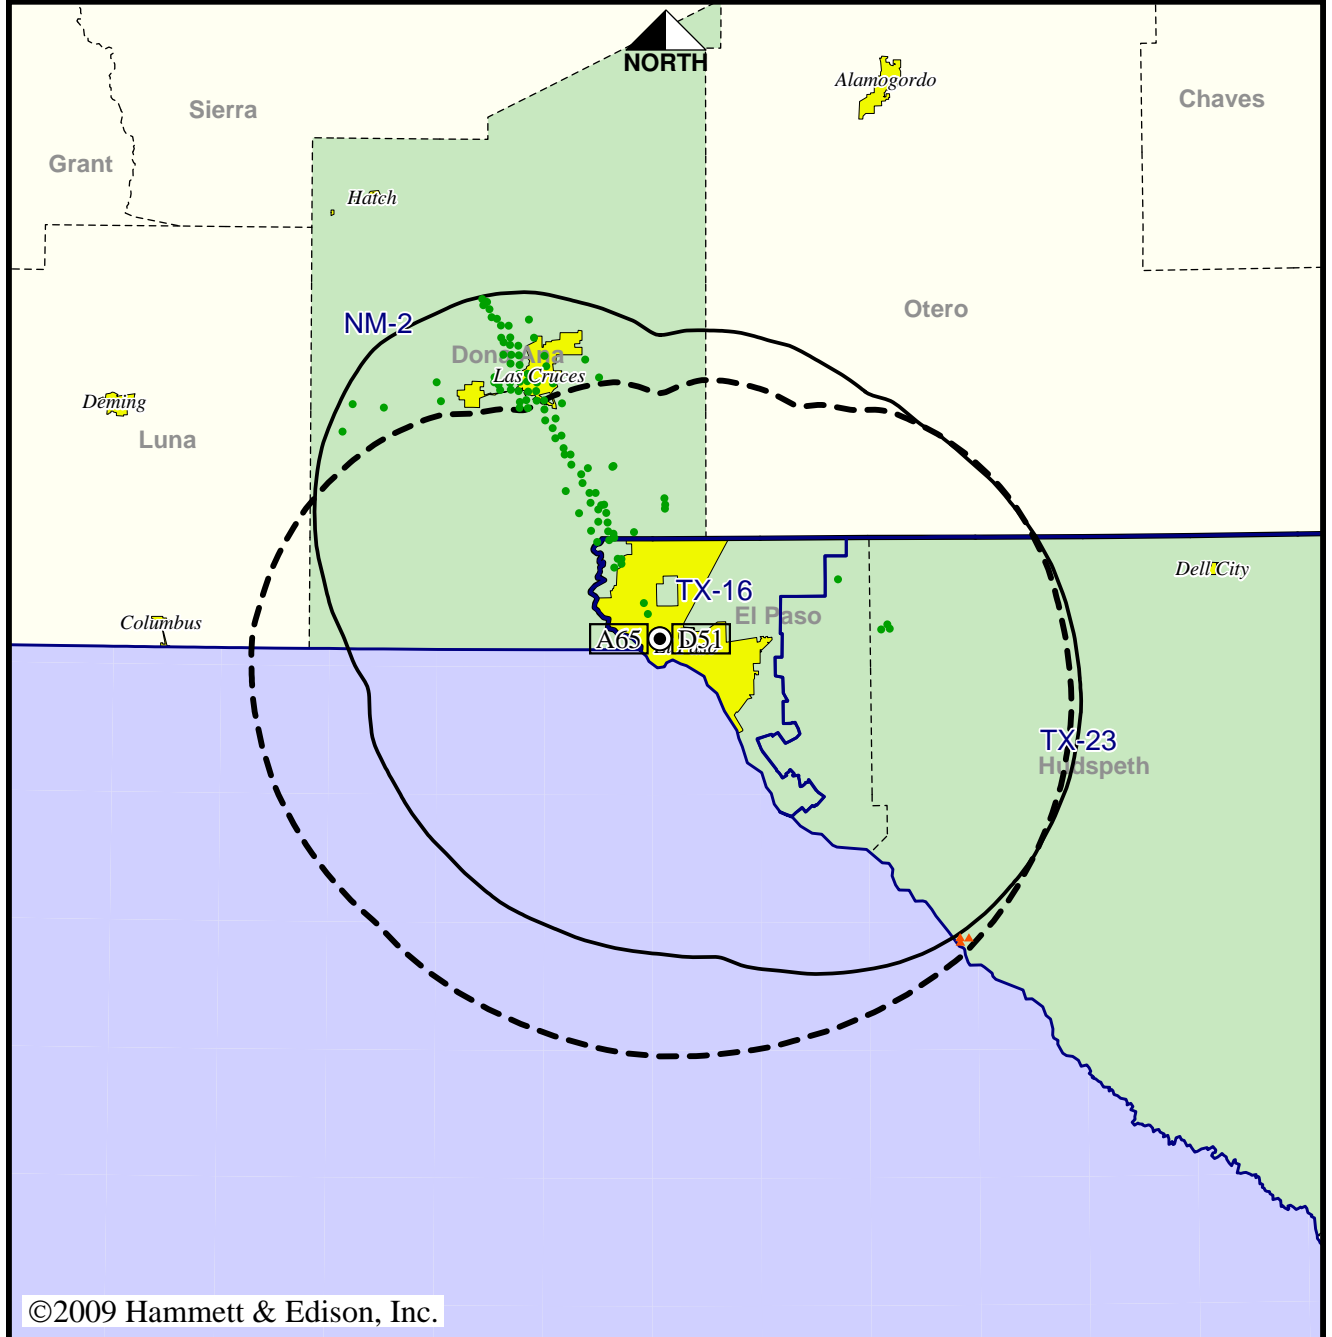 NORTH
Alamogordo
Chaves
Sierra
Grant
Hatch
Otero
NM-2
Dona Ana
Las Cruces
Deming
Luna
Dell City
TX-16
El Paso
Columbus
A65
D51
TX-23
Hudspeth
©2009 Hammett & Edison, Inc.